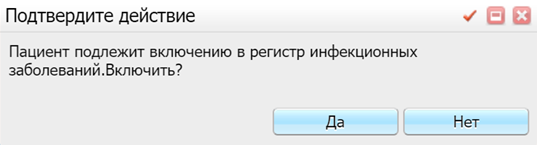 Подтвердите действие
Пациент подлежит включению в регистр инфекционных
заболеваний.Включить?
Да
Нет